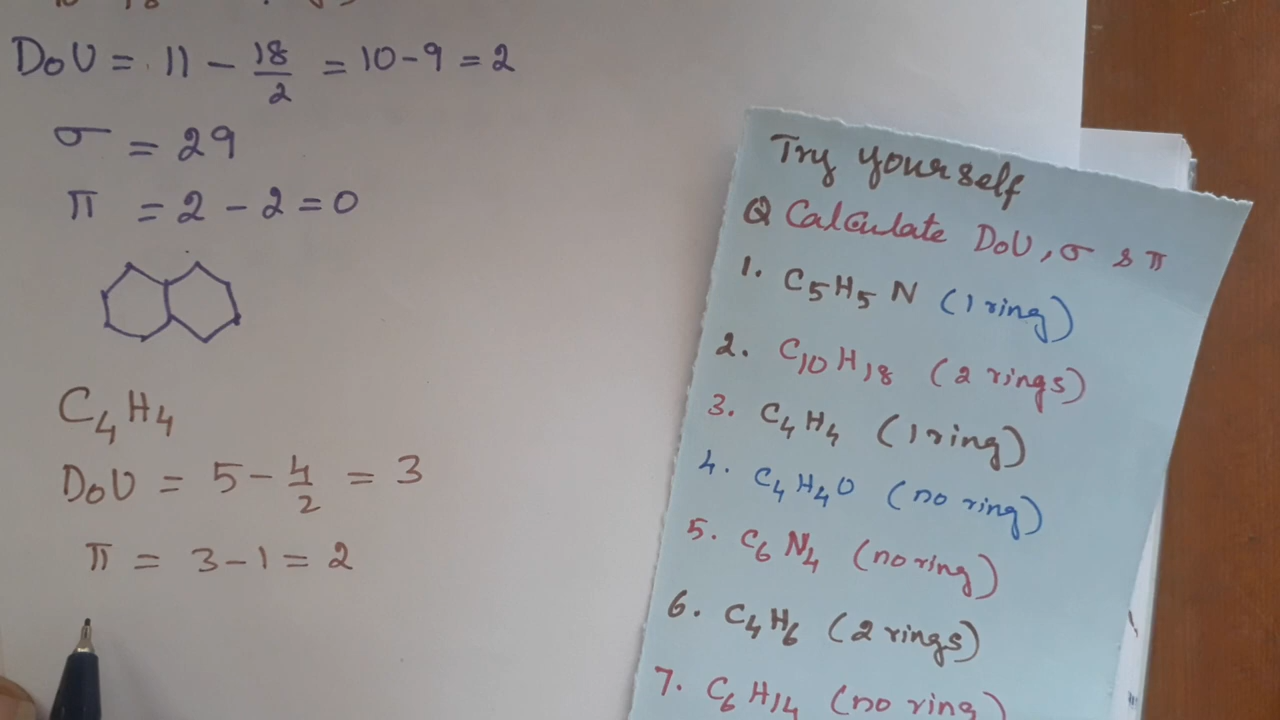 DoU = 11 - 18/2 = 10-9 = 2
σ = 29
π = 2 - 2 = 0
C4H4
DoU = 5 - 4/2 = 3
π = 3-1 = 2
Try yourself
Q Calculate DoU, σ & π
1. C5H5N (1 ring)
2. C10H18 (2 rings)
3. C4H4 (1 ring)
4. C4H4O (no ring)
5. C6N4 (no ring)
6. C4H6 (2 rings)
7. C6H14 (no ring)